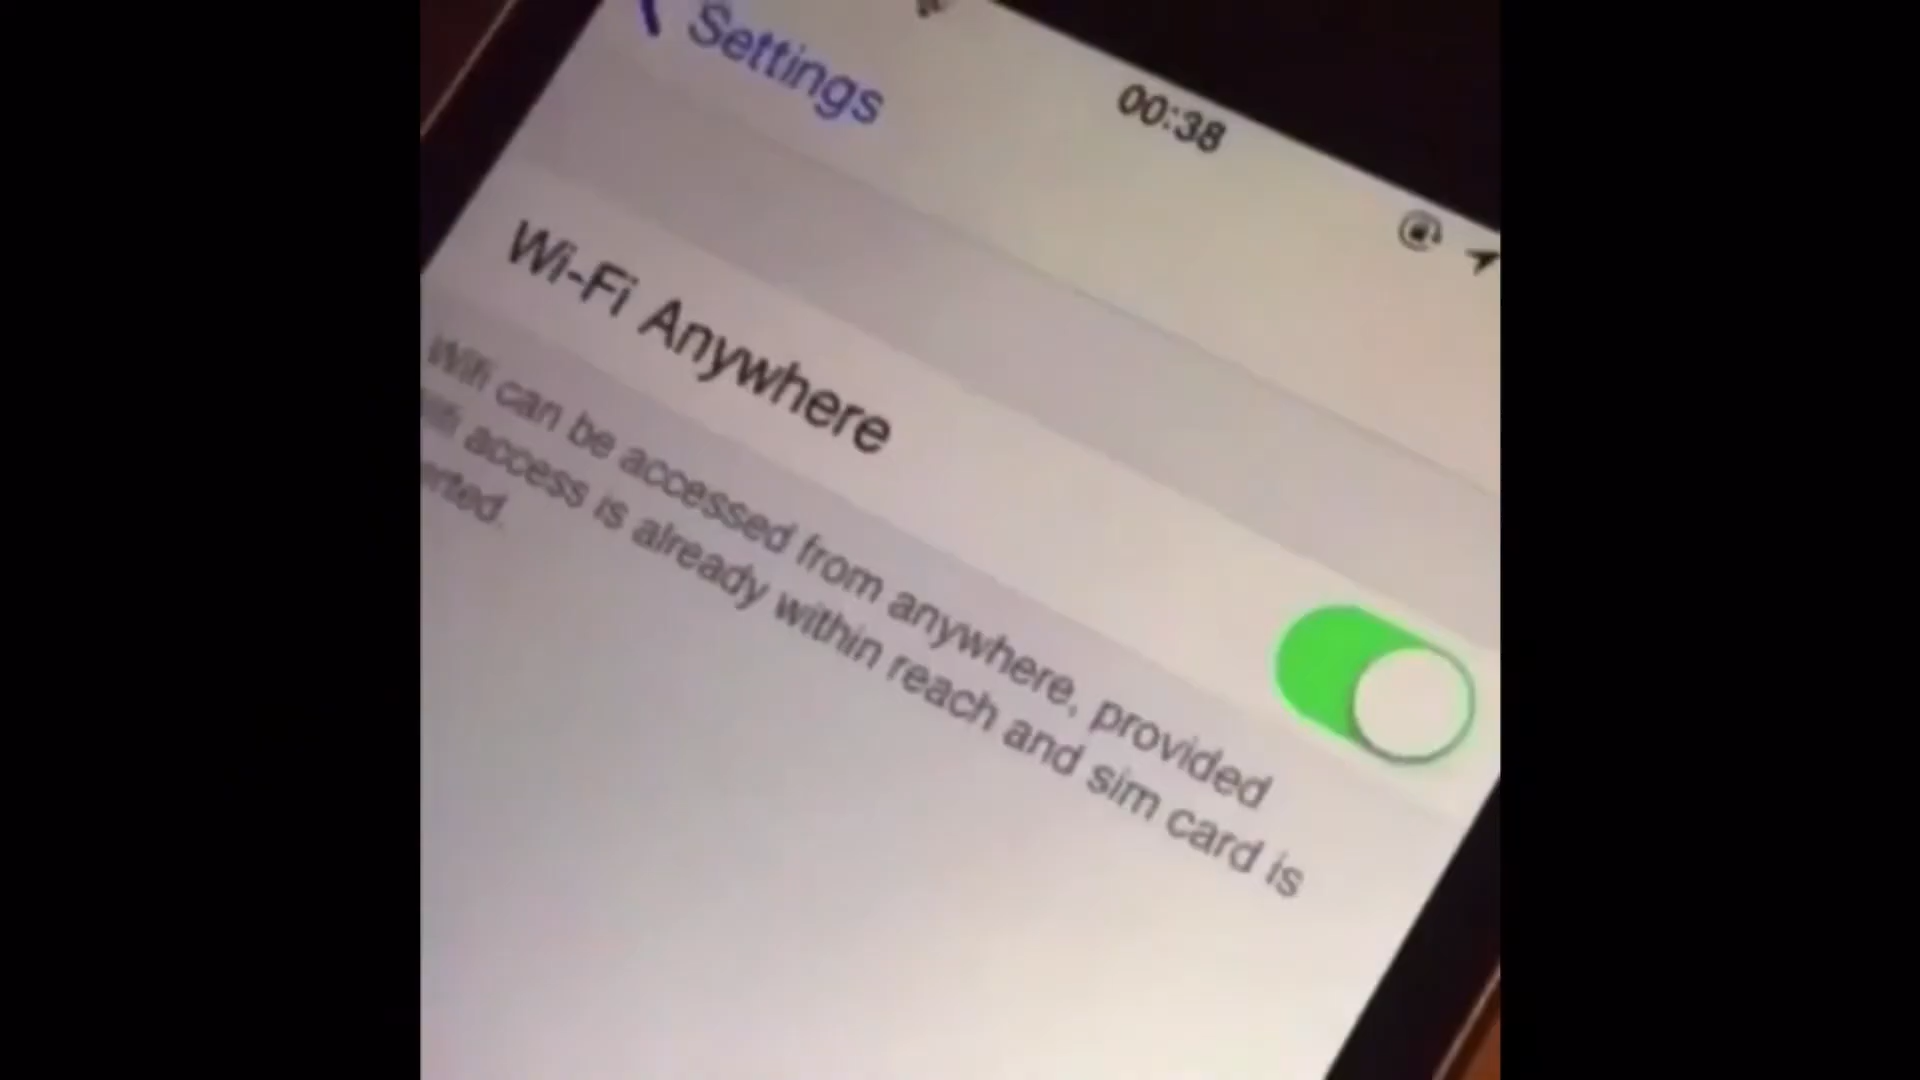 Settings
00:38
Wi-Fi Anywhere
Wifi can be accessed from anywhere, provided
access is already within reach and sim card is